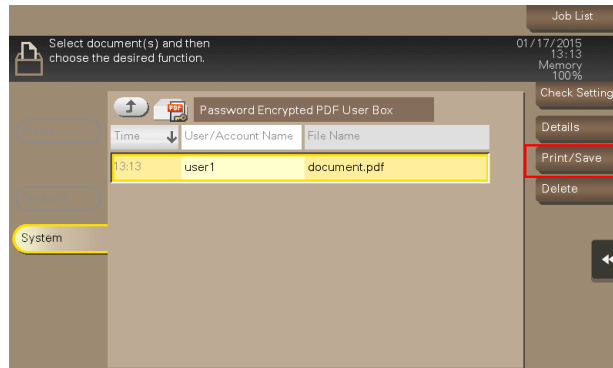 Job List
Select document(s) and then
choose the desired function.
01/17/2015
13:13
Memory
100%
Check Setting
PDF
Password Encrypted PDF User Box
Time
User/Account Name
File Name
Details
13:13
user1
document.pdf
Print/Save
Delete
System